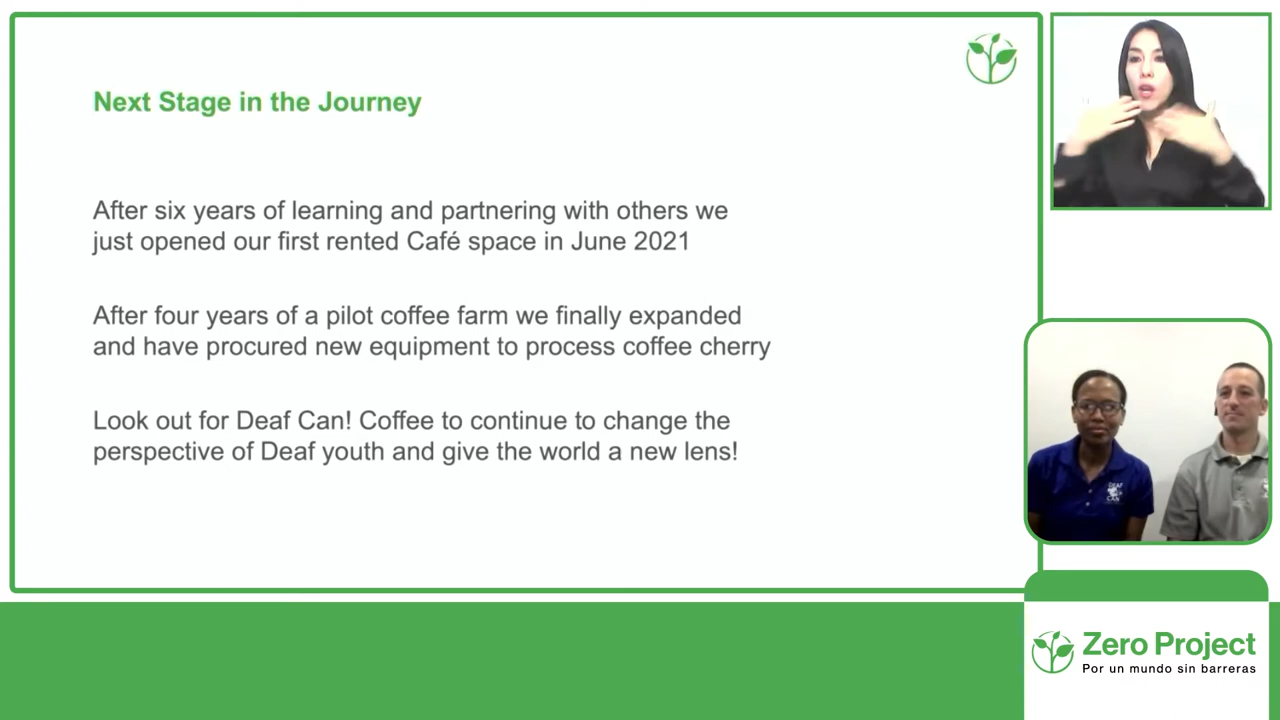 Next Stage in the Journey
After six years of learning and partnering with others we
just opened our first rented Café space in June 2021
After four years of a pilot coffee farm we finally expanded
and have procured new equipment to process coffee cherry
Look out for Deaf Can! Coffee to continue to change the
perspective of Deaf youth and give the world a new lens!
DEAF
CAN
Zero Project
Por un mundo sin barreras